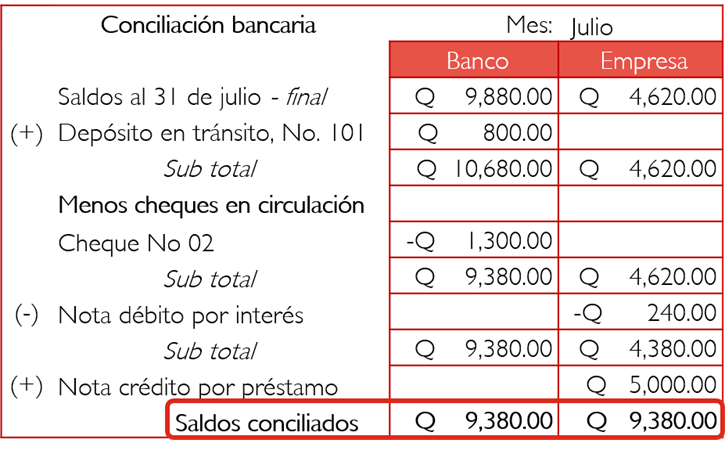 Conciliación bancaria Mes: Julio
Banco Empresa
Saldos al 31 de julio - final Q 9,880.00 Q 4,620.00
(+) Depósito en tránsito, No. 101 Q 800.00
Sub total Q 10,680.00 Q 4,620.00
Menos cheques en circulación
Cheque No 02 -Q 1,300.00
Sub total Q 9,380.00 Q 4,620.00
(-) Nota débito por interés -Q 240.00
Sub total Q 9,380.00 Q 4,380.00
(+) Nota crédito por préstamo Q 5,000.00
Saldos conciliados Q 9,380.00 Q 9,380.00